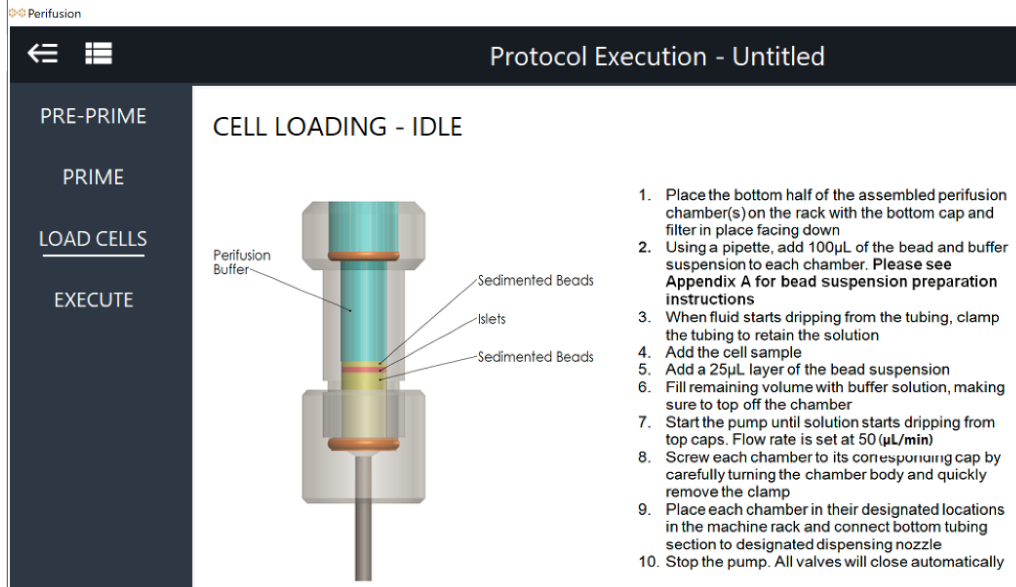 Perifusion
Protocol Execution - Untitled
PRE-PRIME
PRIME
LOAD CELLS
EXECUTE
CELL LOADING - IDLE
Perifusion
Buffer
Sedimented Beads
Islets
Sedimented Beads
1. Place the bottom half of the assembled perifusion
chamber(s) on the rack with the bottom cap and
filter in place facing down
2. Using a pipette, add 100µL of the bead and buffer
suspension to each chamber. Please see
Appendix A for bead suspension preparation
instructions
3. When fluid starts dripping from the tubing, clamp
the tubing to retain the solution
4. Add the cell sample
5. Add a 25µL layer of the bead suspension
6. Fill remaining volume with buffer solution, making
sure to top off the chamber
7. Start the pump until solution starts dripping from
top caps. Flow rate is set at 50 (µL/min)
8. Screw each chamber to its corresponding cap by
carefully turning the chamber body and quickly
remove the clamp
9. Place each chamber in their designated locations
in the machine rack and connect bottom tubing
section to designated dispensing nozzle
10. Stop the pump. All valves will close automatically